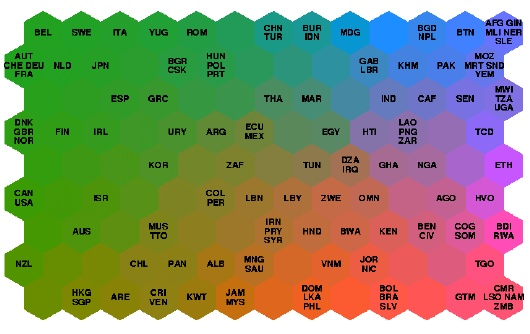 BEL SWE ITA YUG ROM CHN BUR MDG BGD BTN AFG GIN
TUR IDN NPL MLI NER
SLE
AUT NLD JPN BGR HUN GAB KHM PAK MOZ
CHE DEU CSK POL LBR MRT SND
FRA PRT YEM
ESP GRC THA MAR IND CAF SEN MWI
TZA
UGA
DNK FIN IRL URY ARG ECU EGY HTI LAO TCD
GBR MEX PNG
NOR ZAR
KOR ZAF TUN DZA GHA NGA ETH
IRQ
CAN ISR COL LBN LBY ZWE OMN AGO HVO
USA PER
AUS MUS IRN HND BWA KEN BEN COG BDI
TTO PRY CIV SOM RWA
SYR
NZL CHL PAN ALB MNG VNM JOR TGO
SAU NIC
HKG ARE CRI KWT JAM DOM BOL GTM CMR
SGP VEN MYS LKA BRA LSO NAM
PHL SLV ZMB